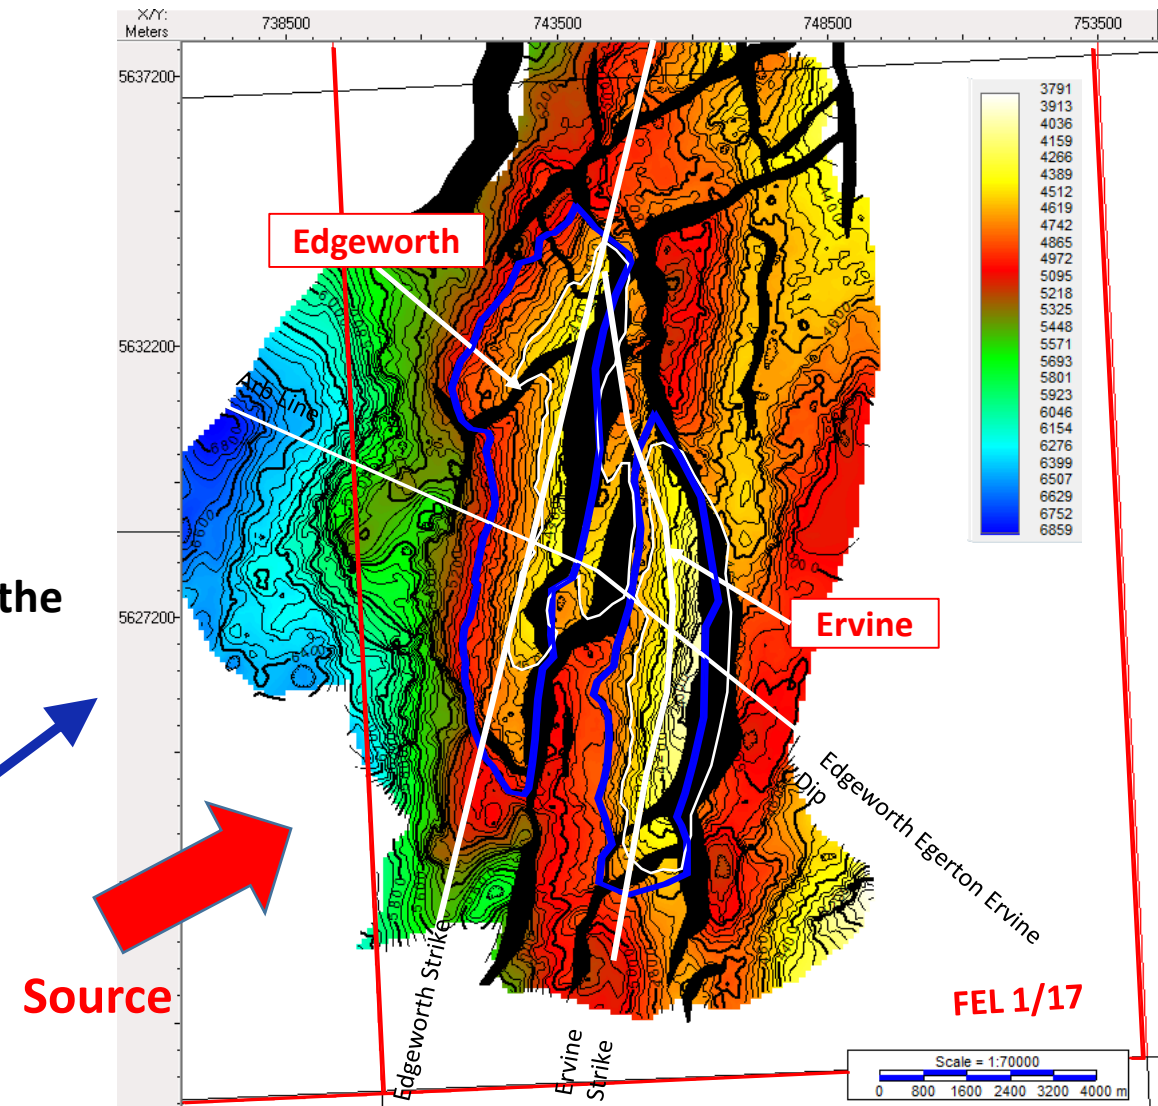 X/Y:
Meters
738500
743500
748500
753500
5637200
5632200
5627200
3791
3913
4036
4159
4266
4389
4512
4619
4742
4865
4972
5095
5218
5325
5448
5571
5693
5801
5923
6046
6154
6276
6399
6507
6629
6752
6859
Edgeworth
Arb Line
the
Ervine
Edgeworth Egerton Ervine
Dip
Source
Edgeworth Strike
Ervine
Strike
FEL 1/17
Scale = 1:70000
0 800 1600 2400 3200 4000 m